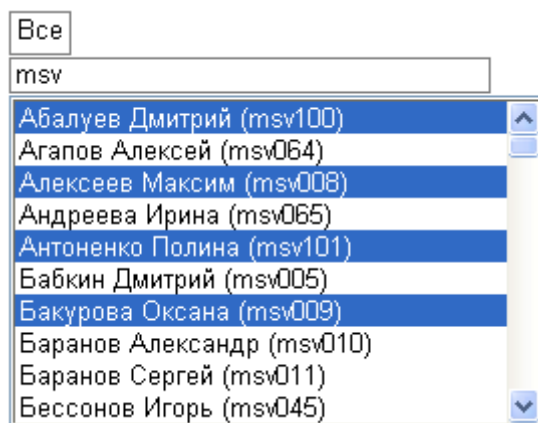 Все
msv
Абалуев Дмитрий (msv100)
Агапов Алексей (msv064)
Алексеев Максим (msv008)
Андреева Ирина (msv065)
Антоненко Полина (msv101)
Бабкин Дмитрий (msv005)
Бакурова Оксана (msv009)
Баранов Александр (msv010)
Баранов Сергей (msv011)
Бессонов Игорь (msv045)